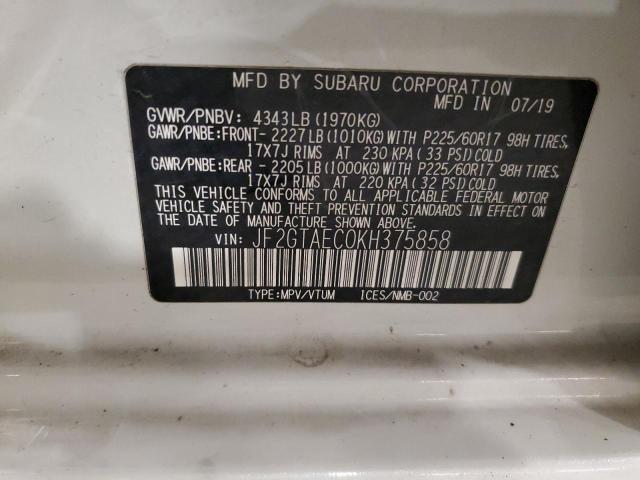 MFD BY SUBARU CORPORATION
MFD IN 07/19
GVWR/PNBV: 4343LB(1970KG)
GAWR/PNBE:FRONT-2227LB(1010KG)WITH P225/60R17 98H TIRES,
17X7J RIMS AT 230 KPA(33 PSI)COLD
GAWR/PNBE:REAR -2205LB(1000KG)WITH P225/60R17 98H TIRES,
17X7J RIMS AT 220 KPA(32 PSI)COLD
THIS VEHICLE CONFORMS TO ALL APPLICABLE FEDERAL MOTOR
VEHICLE SAFETY AND THEFT PREVENTION STANDARDS IN EFFECT ON
THE DATE OF MANUFACTURE SHOWN ABOVE.
VIN: JF2GTAEC0KH375858
TYPE:MPV/VTUM ICES/NMB-002